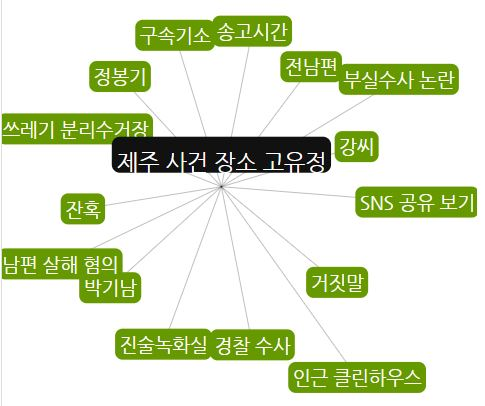 구속기소
송고시간
정봉기
전남편
부실수사 논란
쓰레기 분리수거장
제주 사건 장소 고유정
강씨
잔혹
SNS 공유 보기
남편 살해 혐의
박기남
거짓말
진술녹화실
경찰 수사
인근 클린하우스